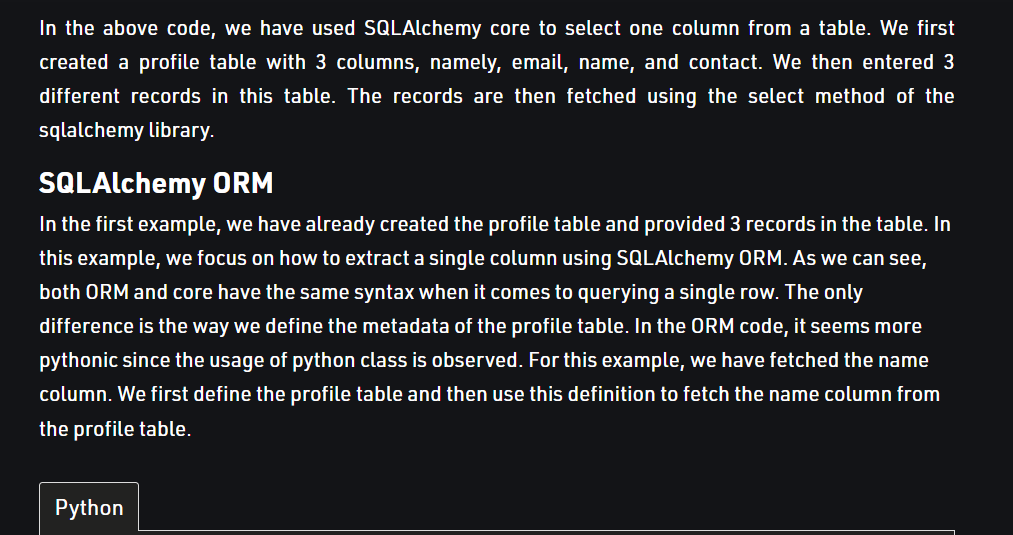 In the above code, we have used SQLAlchemy core to select one column from a table. We first
created a profile table with 3 columns, namely, email, name, and contact. We then entered 3
different records in this table. The records are then fetched using the select method of the
sqlalchemy library.
SQLAlchemy ORM
In the first example, we have already created the profile table and provided 3 records in the table. In
this example, we focus on how to extract a single column using SQLAlchemy ORM. As we can see,
both ORM and core have the same syntax when it comes to querying a single row. The only
difference is the way we define the metadata of the profile table. In the ORM code, it seems more
pythonic since the usage of python class is observed. For this example, we have fetched the name
column. We first define the profile table and then use this definition to fetch the name column from
the profile table.
Python